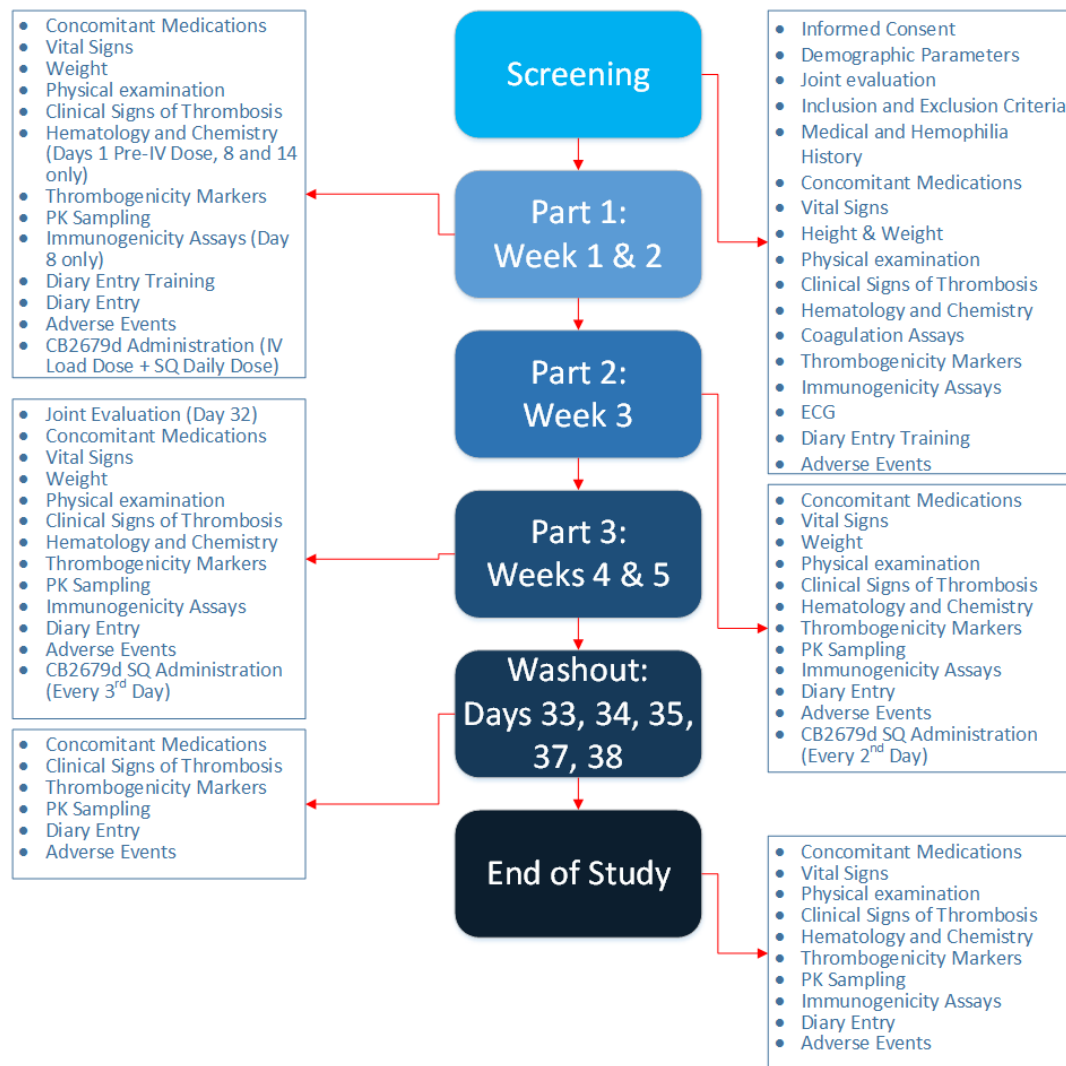 Screening
• Informed Consent
• Demographic Parameters
• Joint evaluation
• Inclusion and Exclusion Criteria
• Medical and Hemophilia
History
• Concomitant Medications
• Vital Signs
• Height & Weight
• Physical examination
• Clinical Signs of Thrombosis
• Hematology and Chemistry
• Coagulation Assays
• Thrombogenicity Markers
• Immunogenicity Assays
• ECG
• Diary Entry Training
• Adverse Events
Part 1:
Week 1 & 2
• Concomitant Medications
• Vital Signs
• Weight
• Physical examination
• Clinical Signs of Thrombosis
• Hematology and Chemistry
(Days 1 Pre-IV Dose, 8 and 14
only)
• Thrombogenicity Markers
• PK Sampling
• Immunogenicity Assays (Day
8 only)
• Diary Entry Training
• Diary Entry
• Adverse Events
• CB2679d Administration (IV
Load Dose + SQ Daily Dose)
Part 2:
Week 3
• Concomitant Medications
• Vital Signs
• Weight
• Physical examination
• Clinical Signs of Thrombosis
• Hematology and Chemistry
• Thrombogenicity Markers
• PK Sampling
• Immunogenicity Assays
• Diary Entry
• Adverse Events
• CB2679d SQ Administration
(Every 2nd Day)
Part 3:
Weeks 4 & 5
• Joint Evaluation (Day 32)
• Concomitant Medications
• Vital Signs
• Weight
• Physical examination
• Clinical Signs of Thrombosis
• Hematology and Chemistry
• Thrombogenicity Markers
• PK Sampling
• Immunogenicity Assays
• Diary Entry
• Adverse Events
• CB2679d SQ Administration
(Every 3rd Day)
Washout:
Days 33, 34, 35,
37, 38
• Concomitant Medications
• Clinical Signs of Thrombosis
• Thrombogenicity Markers
• PK Sampling
• Diary Entry
• Adverse Events
End of Study
• Concomitant Medications
• Vital Signs
• Physical examination
• Clinical Signs of Thrombosis
• Hematology and Chemistry
• Thrombogenicity Markers
• PK Sampling
• Immunogenicity Assays
• Diary Entry
• Adverse Events